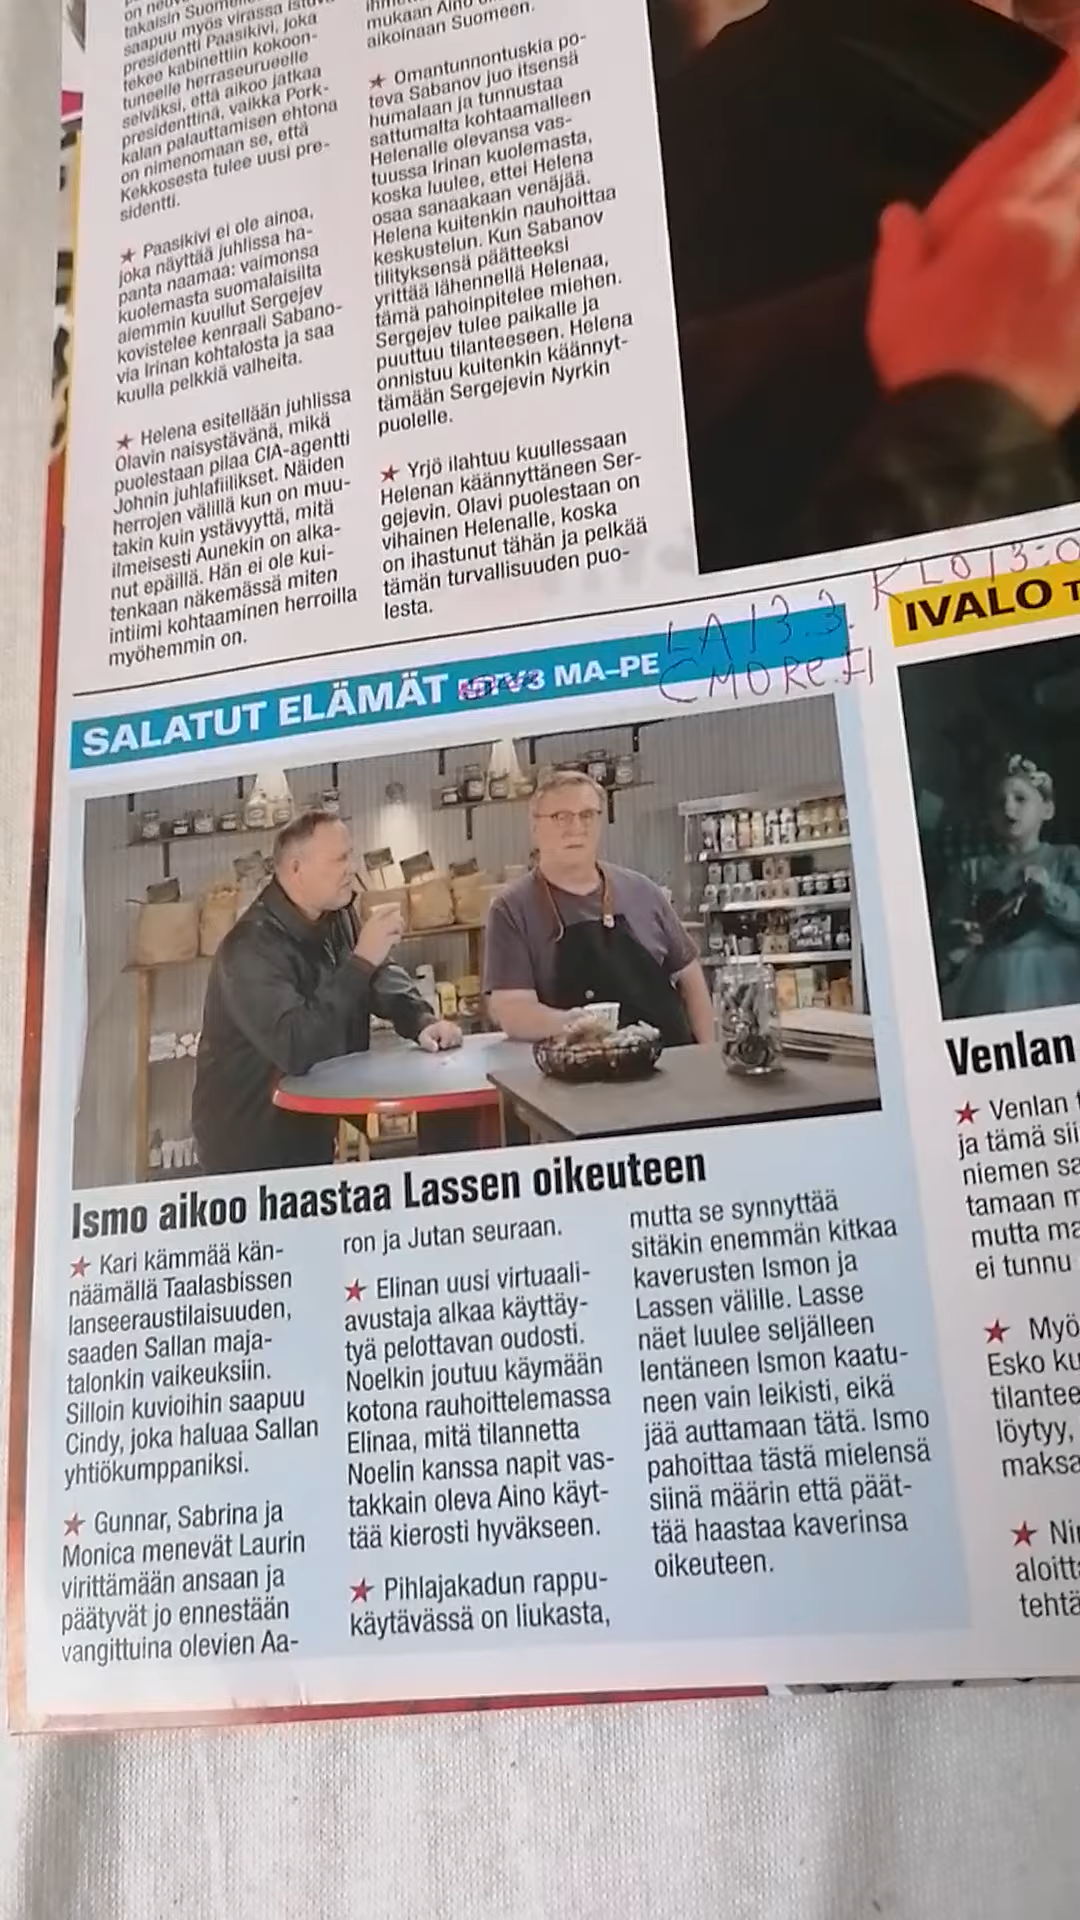 takaisin
saapuu myös virassa
presidentti Paasikivi, joka
tekee kabinettiin kokoon-
tuneelle herraseurueelle
selväksi, että aikoo jatkaa
presidenttinä, vaikka Pork-
kalan palauttamisen ehtona
on nimenomaan se, että
Kekkosesta tulee uusi pre-
sidentti.
★ Paasikivi ei ole ainoa,
joka näyttää juhlissa ha-
panta naamaa: vaimonsa
kuolemasta suomalaisilta
aiemmin kuullut Sergejev
kovistelee kenraali Sabano-
via Irinan kohtalosta ja saa
kuulla pelkkiä valheita.
★ Helena esitellään juhlissa
Olavin naisystävänä, mikä
puolestaan pilaa CIA-agentti
Johnin juhlafiilikset. Näiden
herrojen välillä kun on muu-
takin kuin ystävyyttä, mitä
ilmeisesti Aunekin on alka-
nut epäillä. Hän ei ole kui-
tenkaan näkemässä miten
intiimi kohtaaminen herroilla
myöhemmin on.
mukaan Aino
aikoinaan Suomeen.
★ Omantunnontuskia po-
teva Sabanov juo itsensä
humalaan ja tunnustaa
sattumalta kohtaamalleen
Helenalle olevansa vas-
tuussa Irinan kuolemasta,
koska luulee, ettei Helena
osaa sanaakaan venäjää.
Helena kuitenkin nauhoittaa
keskustelun. Kun Sabanov
tilityksensä päätteeksi
yrittää lähennellä Helenaa,
tämä pahoinpitelee miehen.
Sergejev tulee paikalle ja
puuttuu tilanteeseen. Helena
onnistuu kuitenkin käännyt-
tämään Sergejevin Nyrkin
puolelle.
★ Yrjö ilahtuu kuullessaan
Helenan käännyttäneen Ser-
gejevin. Olavi puolestaan on
vihainen Helenalle, koska
on ihastunut tähän ja pelkää
tämän turvallisuuden puo-
lesta.
SALATUT ELÄMÄT MTV3 MA–PE
LA 13.3. KLO 13:0
CMORE.FI
Ismo aikoo haastaa Lassen oikeuteen
★ Kari kämmää kän-
näämällä Taalasbissen
lanseeraustilaisuuden,
saaden Sallan maja-
talonkin vaikeuksiin.
Silloin kuvioihin saapuu
Cindy, joka haluaa Sallan
yhtiökumppaniksi.
★ Gunnar, Sabrina ja
Monica menevät Laurin
virittämään ansaan ja
päätyvät jo ennestään
vangittuina olevien Aa-
ron ja Jutan seuraan.
★ Elinan uusi virtuaali-
avustaja alkaa käyttäy-
tyä pelottavan oudosti.
Noelkin joutuu käymään
kotona rauhoittelemassa
Elinaa, mitä tilannetta
Noelin kanssa napit vas-
takkain oleva Aino käyt-
tää kierosti hyväkseen.
★ Pihlajakadun rappu-
käytävässä on liukasta,
mutta se synnyttää
sitäkin enemmän kitkaa
kaverusten Ismon ja
Lassen välille. Lasse
näet luulee seljälleen
lentäneen Ismon kaatu-
neen vain leikisti, eikä
jää auttamaan tätä. Ismo
pahoittaa tästä mielensä
siinä määrin että päät-
tää haastaa kaverinsa
oikeuteen.
IVALO
Venlan
★ Venlan
ja tämä
niemen
tamaan
mutta
ei tunnu
★
Esko
löytyy,
★